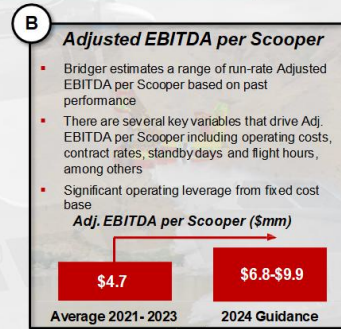 B
Adjusted EBITDA per Scooper
▪ Bridger estimates a range of run-rate Adjusted
EBITDA per Scooper based on past
performance
▪ There are several key variables that drive Adj.
EBITDA per Scooper including operating costs,
contract rates, standby days and flight hours,
among others
▪ Significant operating leverage from fixed cost
base
Adj. EBITDA per Scooper ($mm)
$4.7
$6.8-$9.9
Average 2021- 2023
2024 Guidance